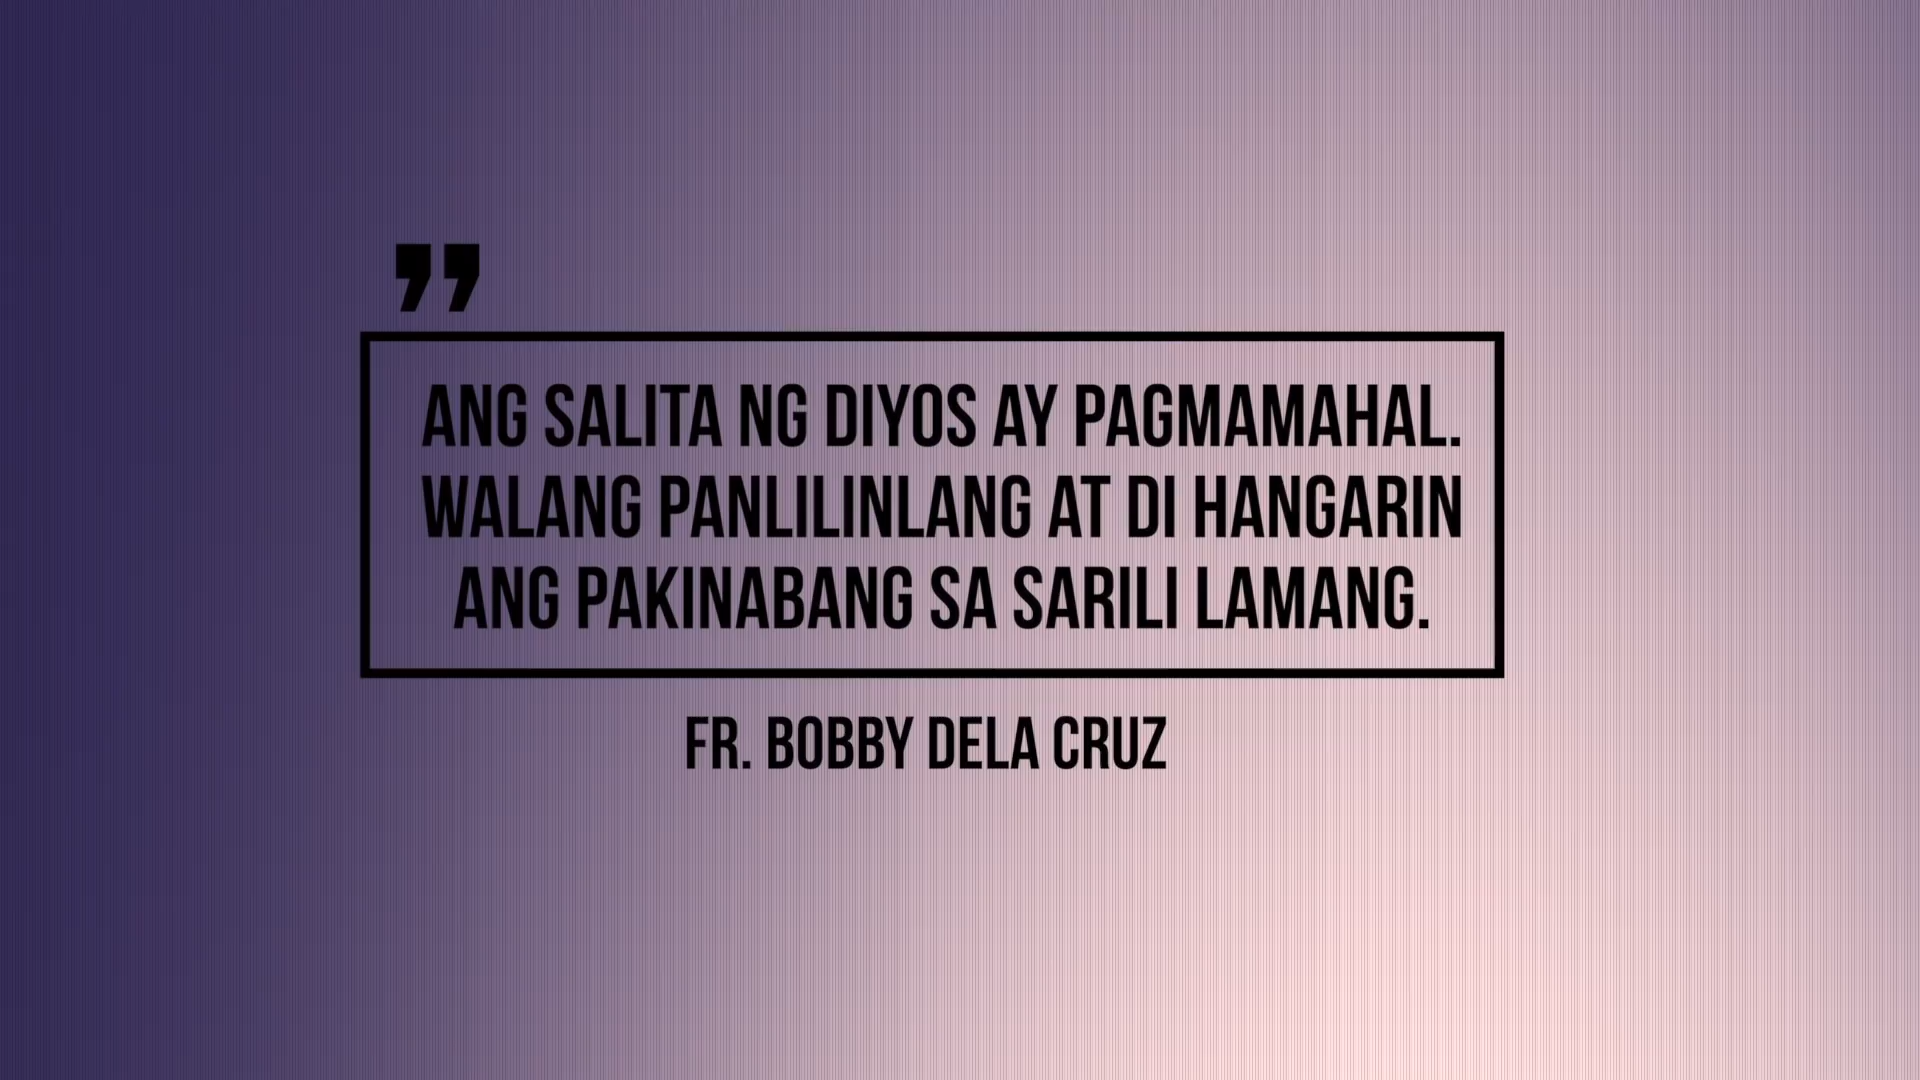 ”
ANG SALITA NG DIYOS AY PAGMAMAHAL.
WALANG PANLILINLANG AT DI HANGARIN
ANG PAKINABANG SA SARILI LAMANG.
FR. BOBBY DELA CRUZ